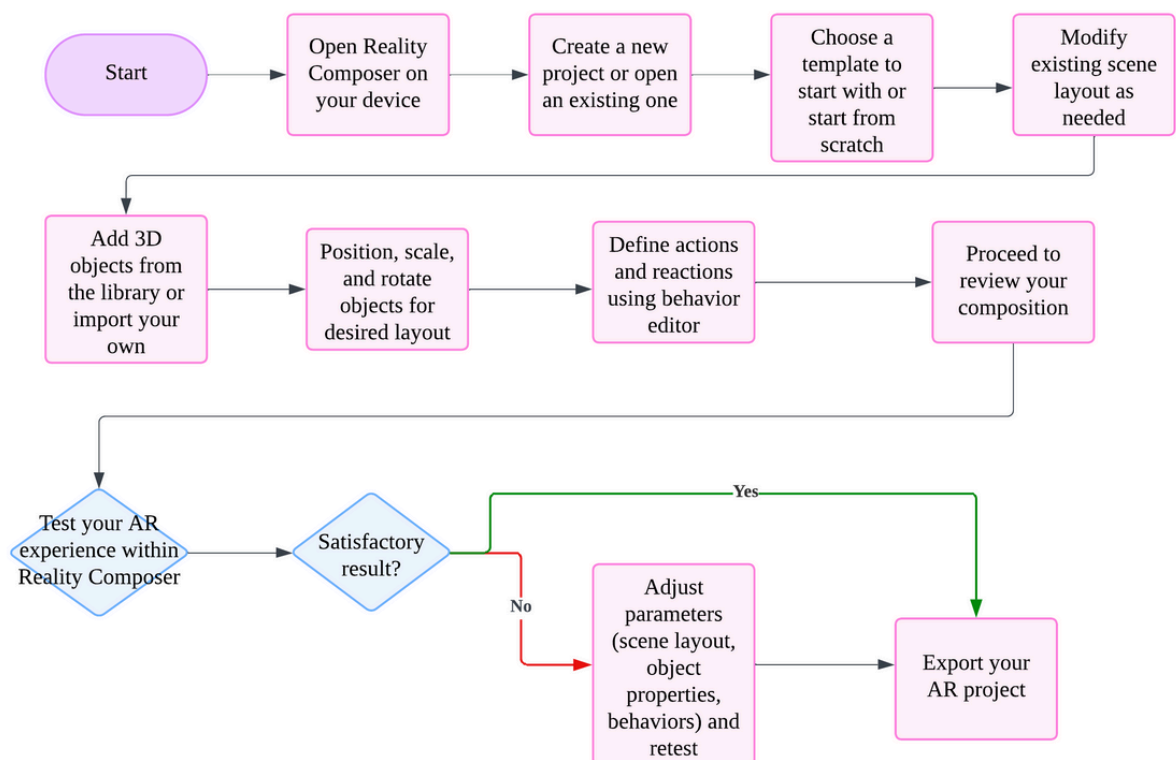 Start
Open Reality
Composer on
your device
Create a new
project or open
an existing one
Choose a
template to
start with or
start from
scratch
Modify
existing scene
layout as
needed
Add 3D
objects from
the library or
import your
own
Position, scale,
and rotate
objects for
desired layout
Define actions
and reactions
using behavior
editor
Proceed to
review your
composition
Test your AR
experience within
Reality Composer
Satisfactory
result?
Yes
No
Adjust
parameters
(scene layout,
object
properties,
behaviors) and
retest
Export your
AR project